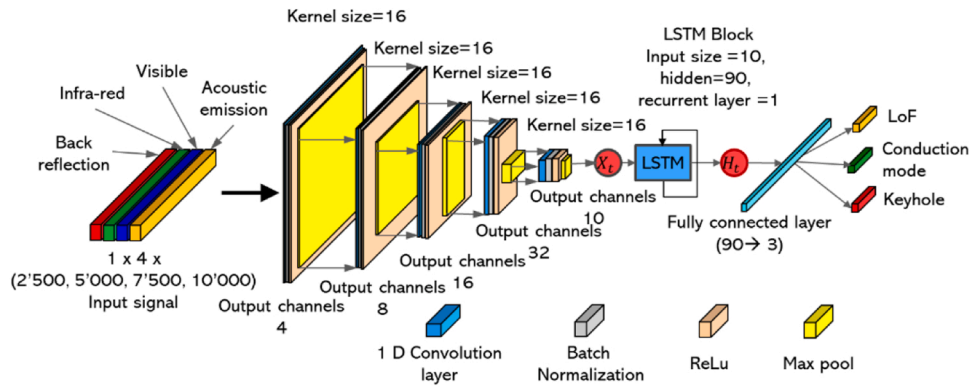 Kernel size=16
Kernel size=16
Kernel size=16
Kernel size=16
Kernel size=16
LSTM Block
Input size =10,
hidden=90,
recurrent layer =1
Visible
Infra-red
Acoustic
emission
Back
reflection
X_t
LSTM
H_t
LoF
Conduction
mode
Keyhole
1 x 4 x
(2'500, 5'000, 7'500, 10'000)
Input signal
Output channels
4
Output channels
8
Output channels
16
Output channels
32
Output channels
10
Fully connected layer
(90→ 3)
1 D Convolution
layer
Batch
Normalization
ReLu
Max pool